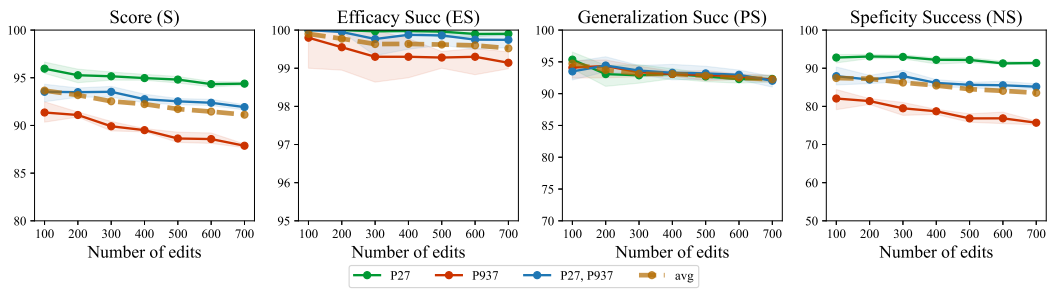 Score (S)
100
95
90
85
80
100 200 300 400 500 600 700
Number of edits
Efficacy Succ (ES)
100
99
98
97
96
95
100 200 300 400 500 600 700
Number of edits
Generalization Succ (PS)
100
95
90
85
80
75
70
100 200 300 400 500 600 700
Number of edits
Speficity Success (NS)
100
90
80
70
60
50
100 200 300 400 500 600 700
Number of edits
P27 P937 P27, P937 avg